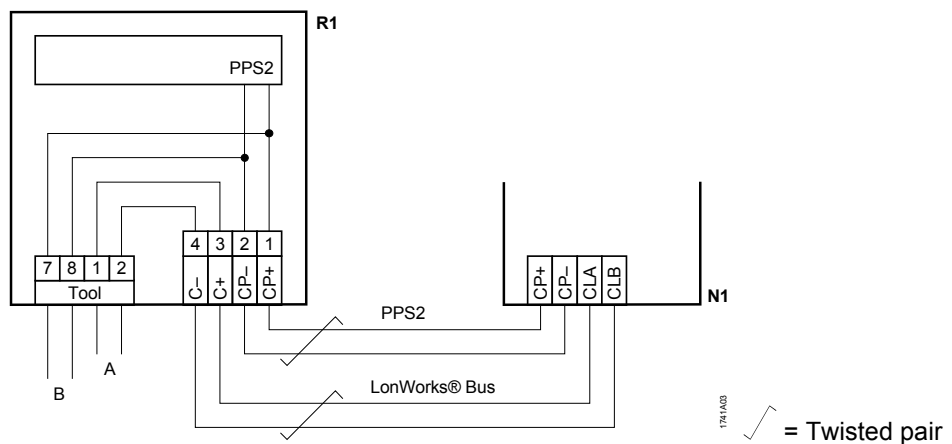 R1
PPS2
4 3 2 1
7 8 1 2
C– C+ CP– CP+
Tool
CP+ CP– CLA CLB
N1
PPS2
A
B
LonWorks® Bus
1741A03
= Twisted pair